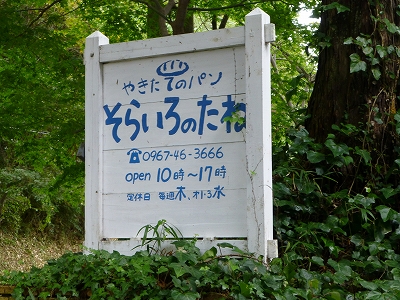 やきたてのパン
そらいろのたね
☎0967-46-3666
open 10時〜17時
定休日 毎週木、オ1・3水